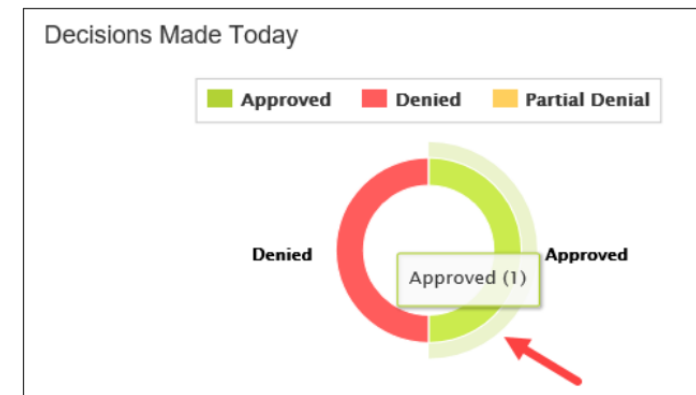 Decisions Made Today
Approved Denied Partial Denial
Denied Approved
Approved (1)